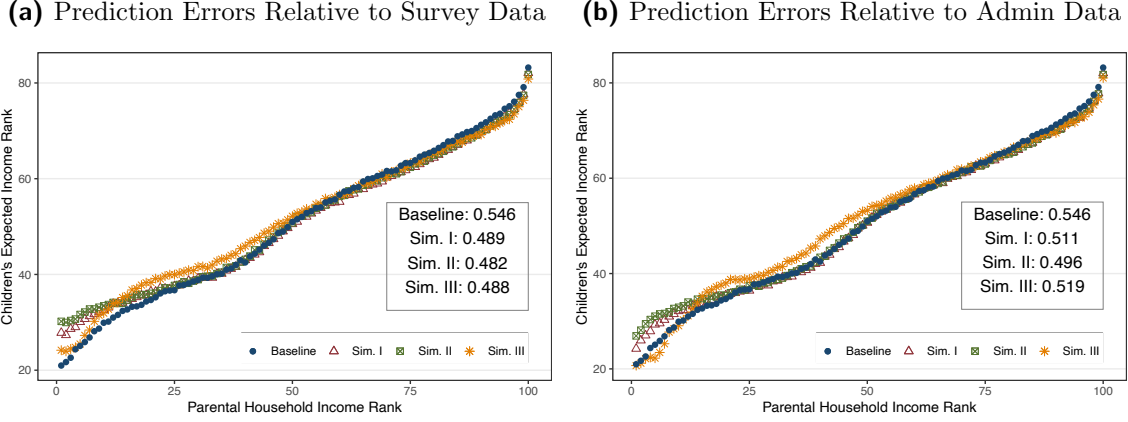 (a) Prediction Errors Relative to Survey Data
Children's Expected Income Rank
80
60
40
20
Baseline: 0.546
Sim. I: 0.489
Sim. II: 0.482
Sim. III: 0.488
Baseline Sim. I Sim. II Sim. III
0 25 50 75 100
Parental Household Income Rank
(b) Prediction Errors Relative to Admin Data
Children's Expected Income Rank
80
60
40
20
Baseline: 0.546
Sim. I: 0.511
Sim. II: 0.496
Sim. III: 0.519
Baseline Sim. I Sim. II Sim. III
0 25 50 75 100
Parental Household Income Rank